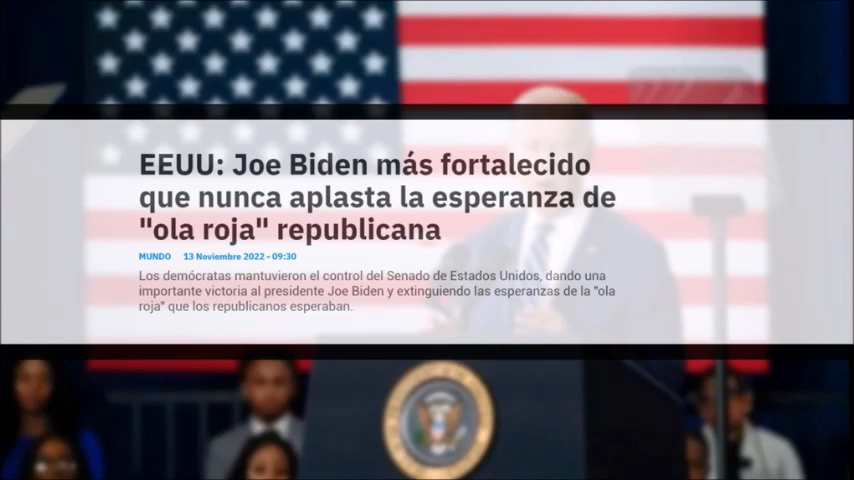 EEUU: Joe Biden más fortalecido
que nunca aplasta la esperanza de
"ola roja" republicana
MUNDO 13 Noviembre 2022 - 09:30
Los demócratas mantuvieron el control del Senado de Estados Unidos, dando una
importante victoria al presidente Joe Biden y extinguiendo las esperanzas de la "ola
roja" que los republicanos esperaban.